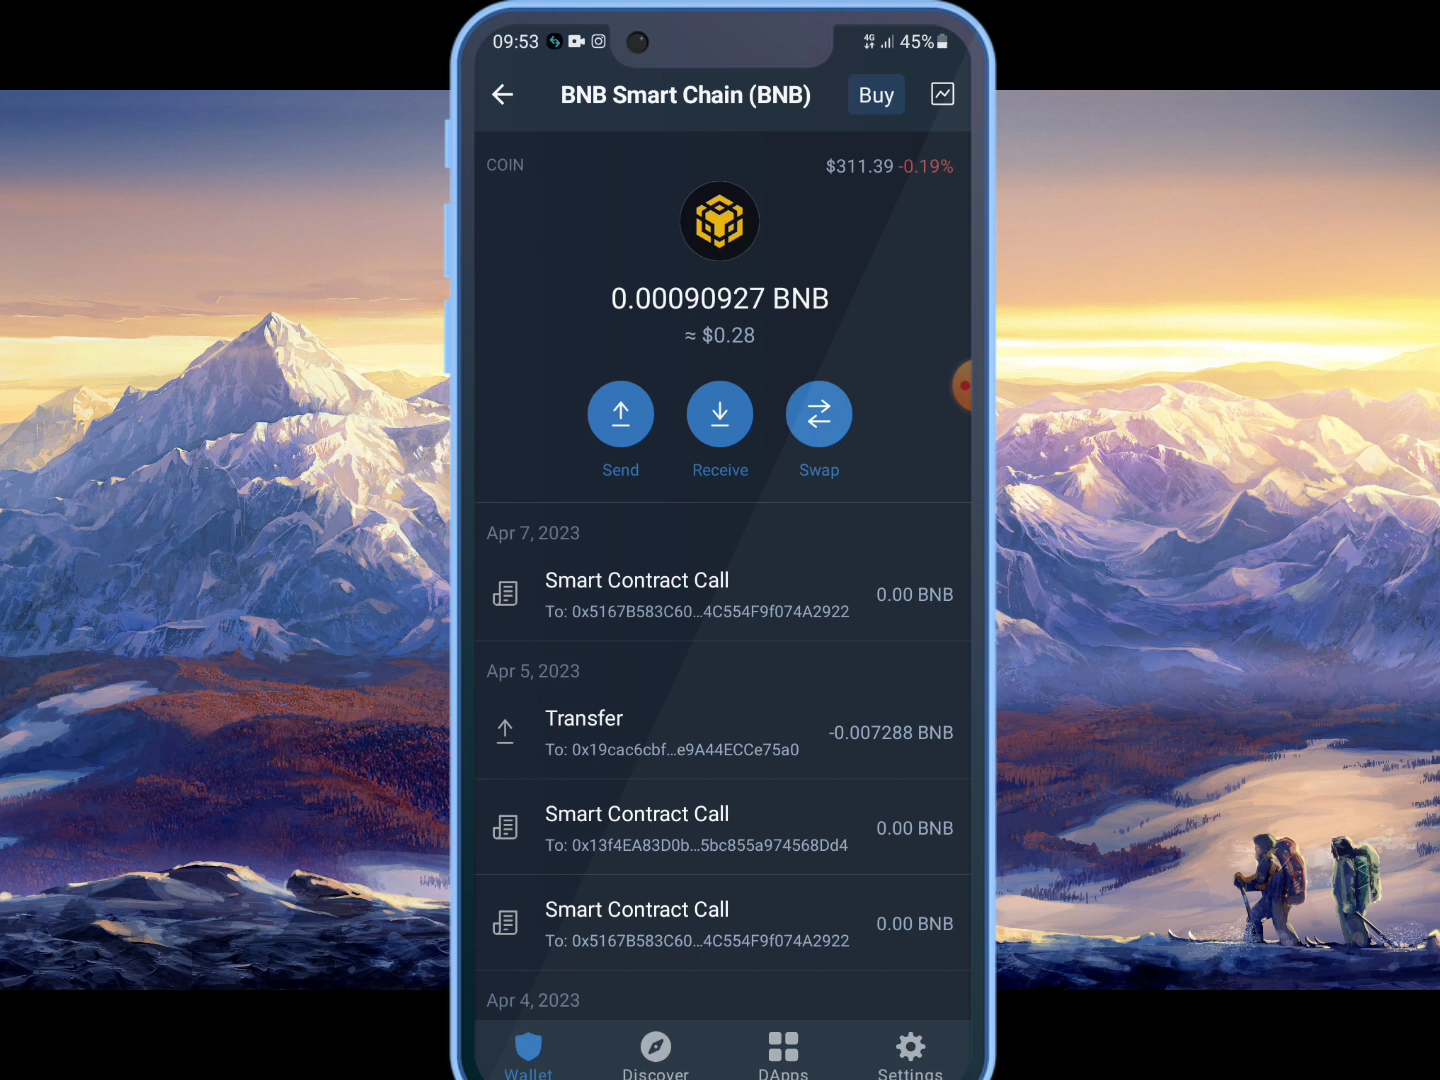 09:53
4G 45%
BNB Smart Chain (BNB) Buy
COIN
$311.39 -0.19%
0.00090927 BNB
≈ $0.28
Send Receive Swap
Apr 7, 2023
Smart Contract Call
0.00 BNB
To: 0x5167B583C60...4C554F9f074A2922
Apr 5, 2023
Transfer
-0.007288 BNB
To: 0x19cac6cbf...e9A44ECCe75a0
Smart Contract Call
0.00 BNB
To: 0x13f4EA83D0b...5bc855a974568Dd4
Smart Contract Call
0.00 BNB
To: 0x5167B583C60...4C554F9f074A2922
Apr 4, 2023
Wallet Discover DApps Settings